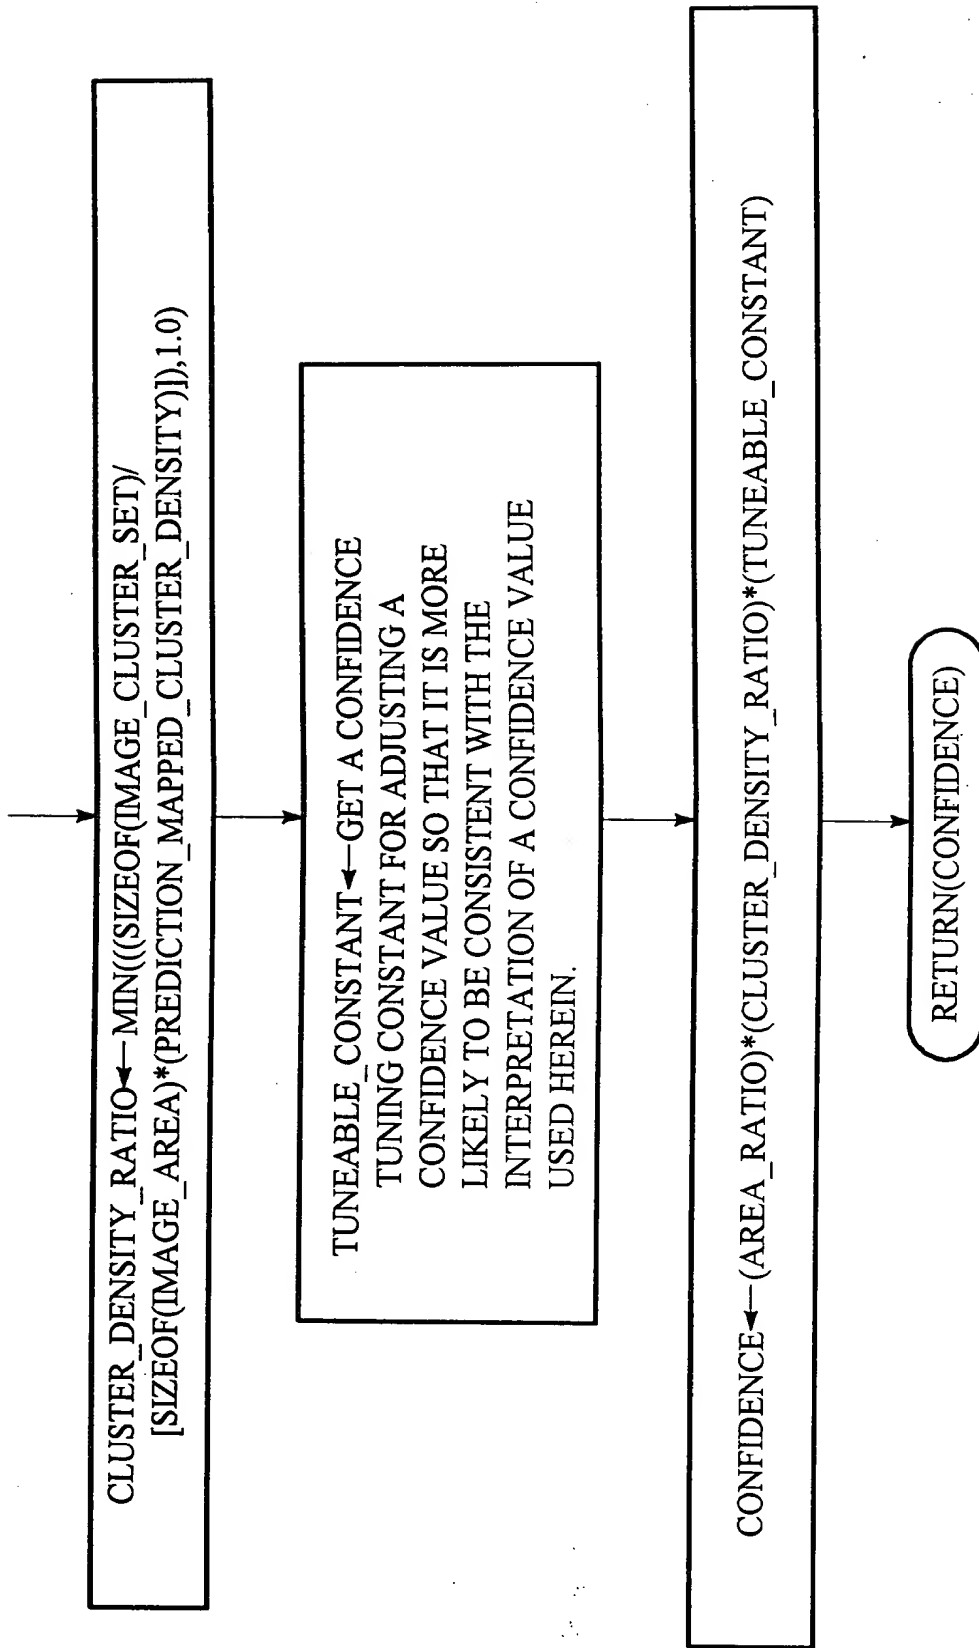 CLUSTER_DENSITY_RATIO←MIN(((SIZEOF(IMAGE_CLUSTER_SET)/
[SIZEOF(IMAGE_AREA)*(PREDICTION_MAPPED_CLUSTER_DENSITY)]),1.0)
TUNEABLE_CONSTANT←GET A CONFIDENCE
TUNING CONSTANT FOR ADJUSTING A
CONFIDENCE VALUE SO THAT IT IS MORE
LIKELY TO BE CONSISTENT WITH THE
INTERPRETATION OF A CONFIDENCE VALUE
USED HEREIN.
CONFIDENCE←(AREA_RATIO)*(CLUSTER_DENSITY_RATIO)*(TUNEABLE_CONSTANT)
RETURN(CONFIDENCE)